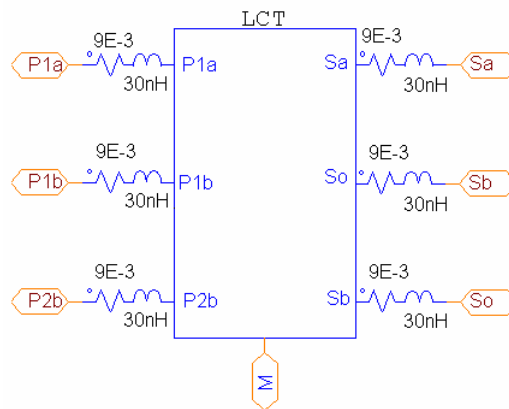 LCT
9E-3 9E-3
P1a P1a Sa Sa
30nH 30nH
9E-3 9E-3
P1b P1b So Sb
30nH 30nH
9E-3 9E-3
P2b P2b Sb So
30nH 30nH
M